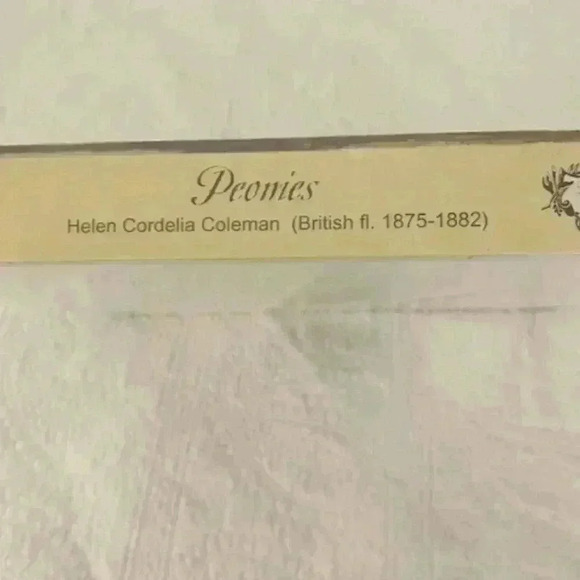 Peonies
Helen Cordelia Coleman (British fl. 1875-1882)